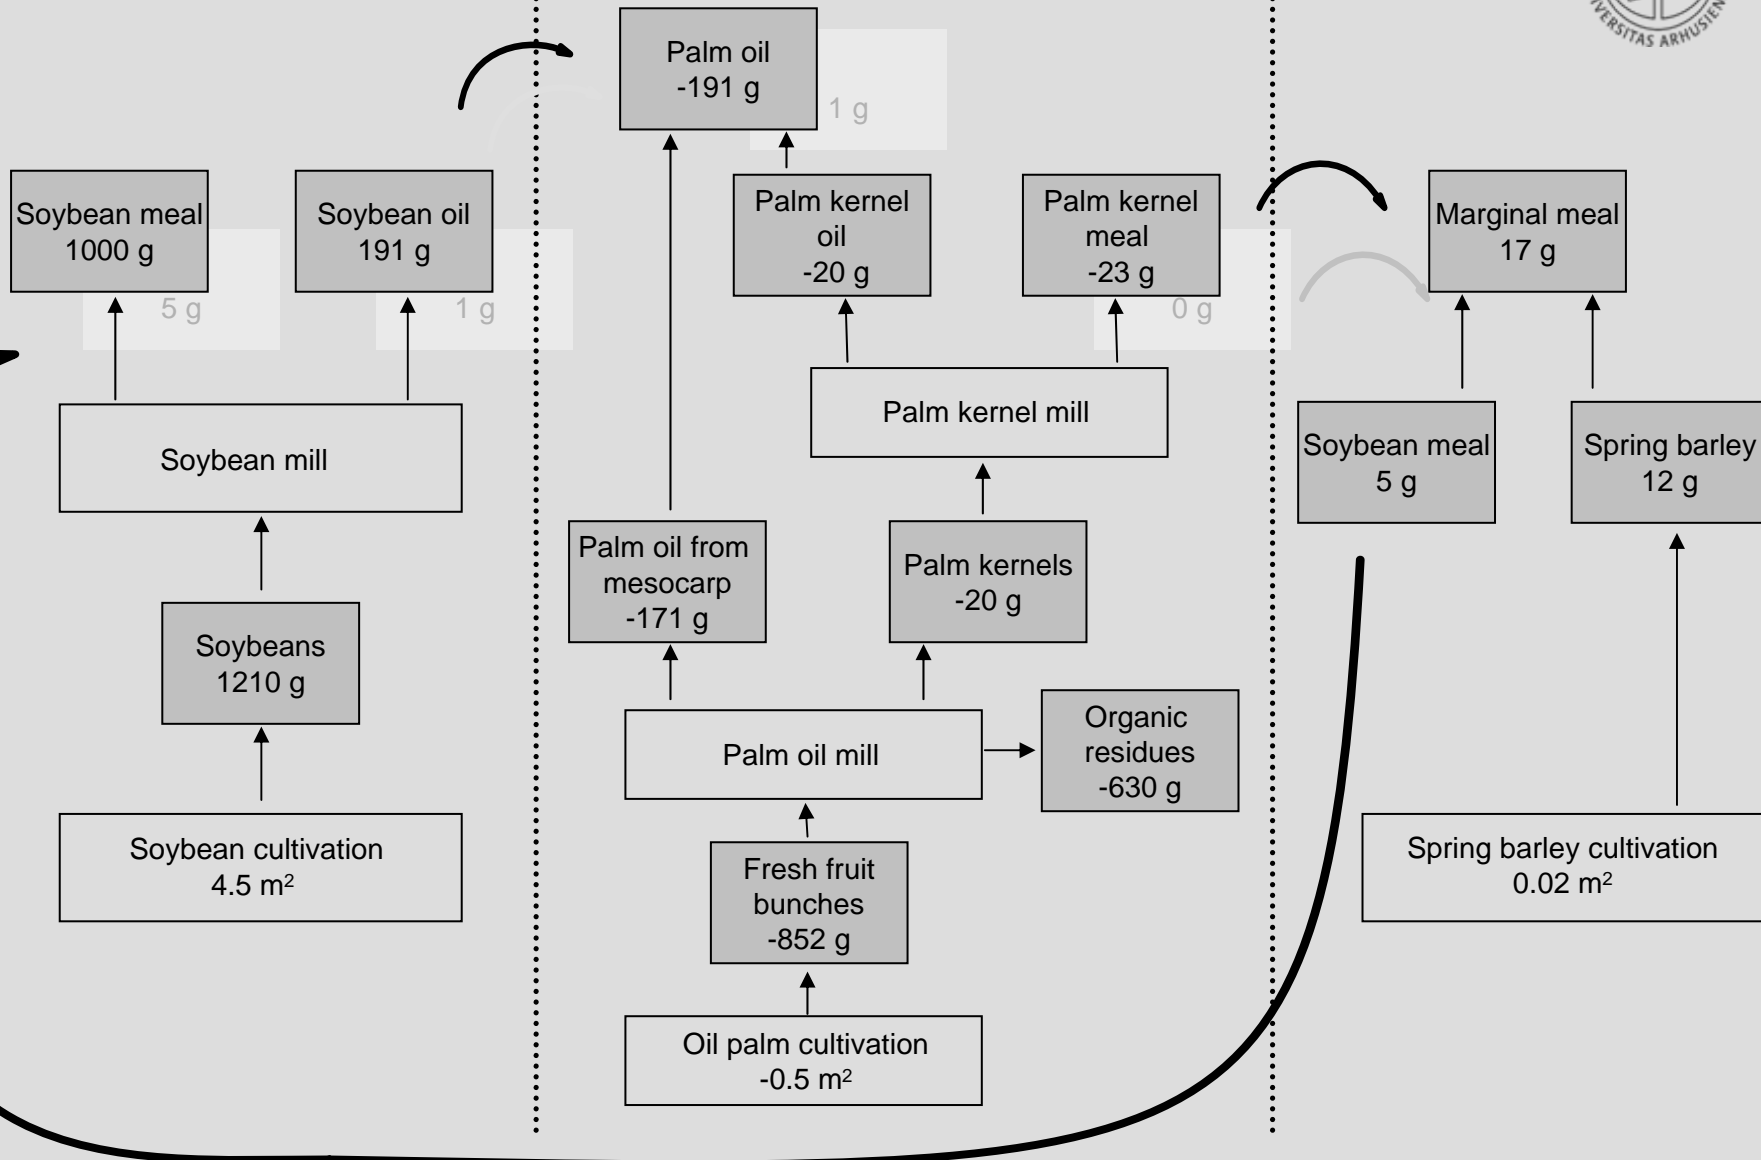 VERSITAS ARHUSIEN
Palm oil
-191 g
1 g
Soybean meal
1000 g
5 g
Soybean oil
191 g
1 g
Palm kernel
oil
-20 g
Palm kernel
meal
-23 g
0 g
Marginal meal
17 g
Soybean mill
Palm kernel mill
Soybean meal
5 g
Spring barley
12 g
Palm oil from
mesocarp
-171 g
Palm kernels
-20 g
Soybeans
1210 g
Palm oil mill
Organic
residues
-630 g
Soybean cultivation
4.5 m²
Fresh fruit
bunches
-852 g
Spring barley cultivation
0.02 m²
Oil palm cultivation
-0.5 m²